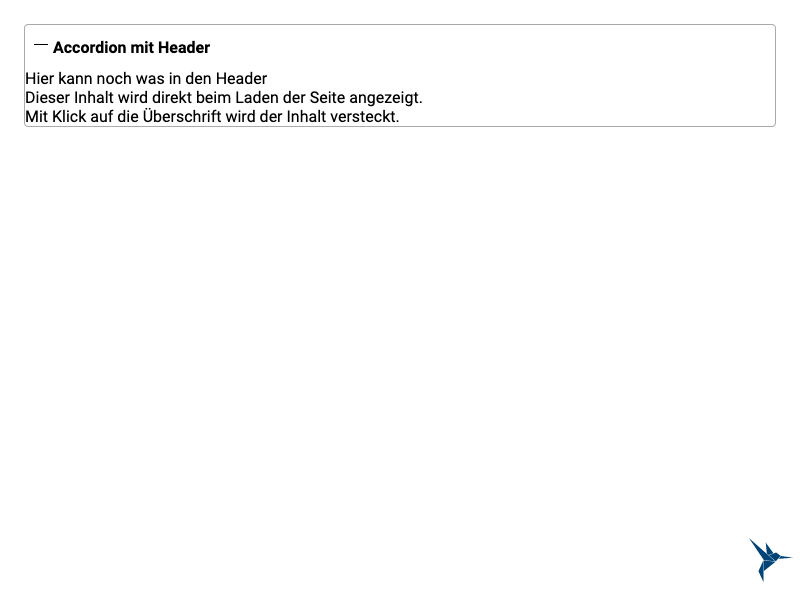 Accordion mit Header
Hier kann noch was in den Header
Dieser Inhalt wird direkt beim Laden der Seite angezeigt.
Mit Klick auf die Überschrift wird der Inhalt versteckt.